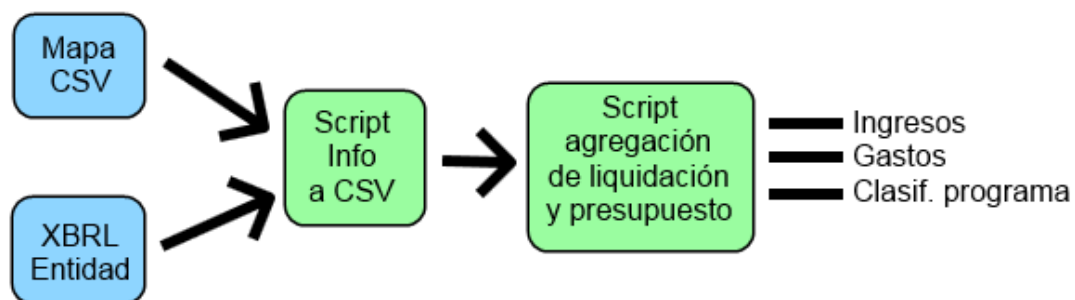 Mapa
CSV
XBRL
Entidad
Script
Info
a CSV
Script
agregación
de liquidación
y presupuesto
Ingresos
Gastos
Clasif. programa